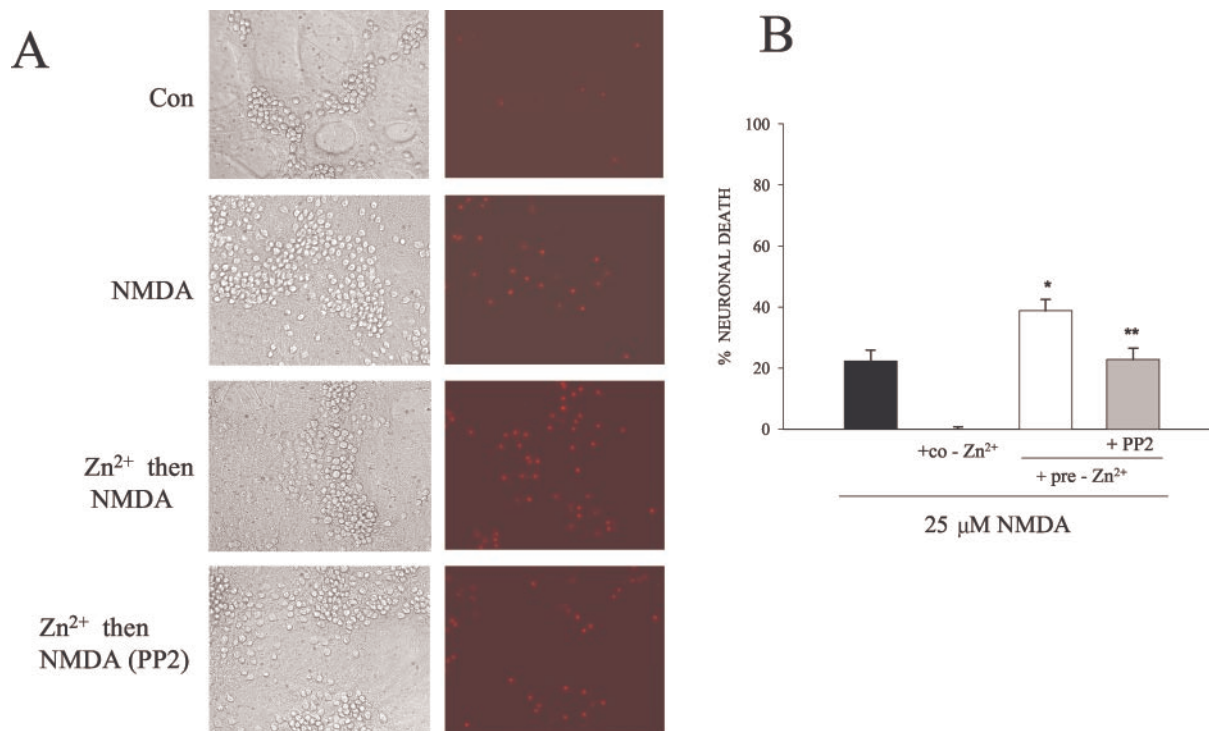 A
Con
NMDA
Zn²⁺ then
NMDA
Zn²⁺ then
NMDA (PP2)
B
% NEURONAL DEATH
100
80
60
40
20
0
*
**
+co - Zn²⁺
+ PP2
+ pre - Zn²⁺
25 μM NMDA